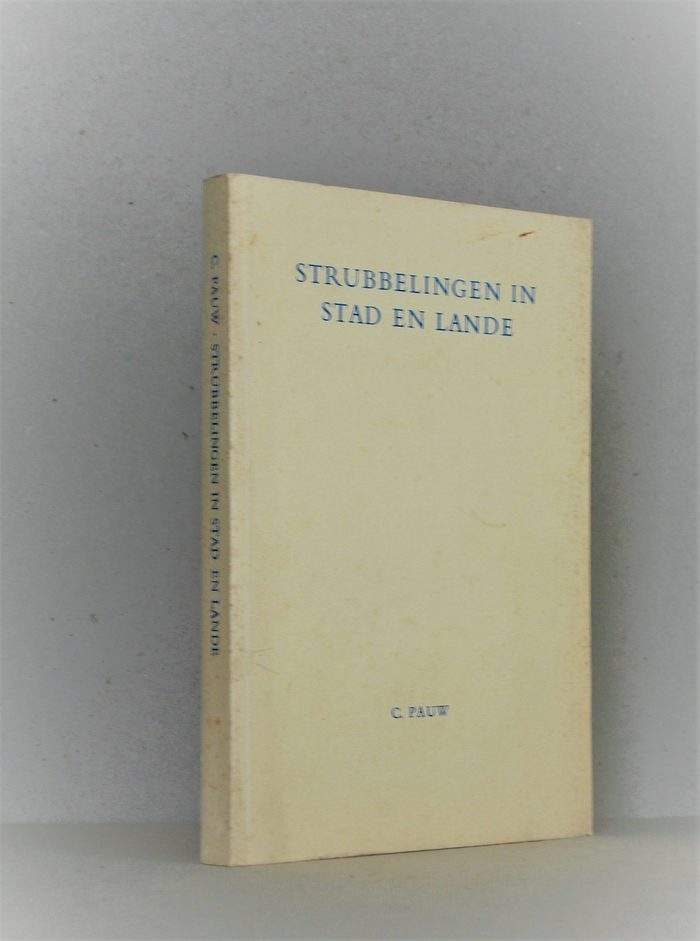 STRUBBELINGEN IN
STAD EN LANDE
C. PAUW
C. PAUW · STRUBBELINGEN IN STAD EN LANDE